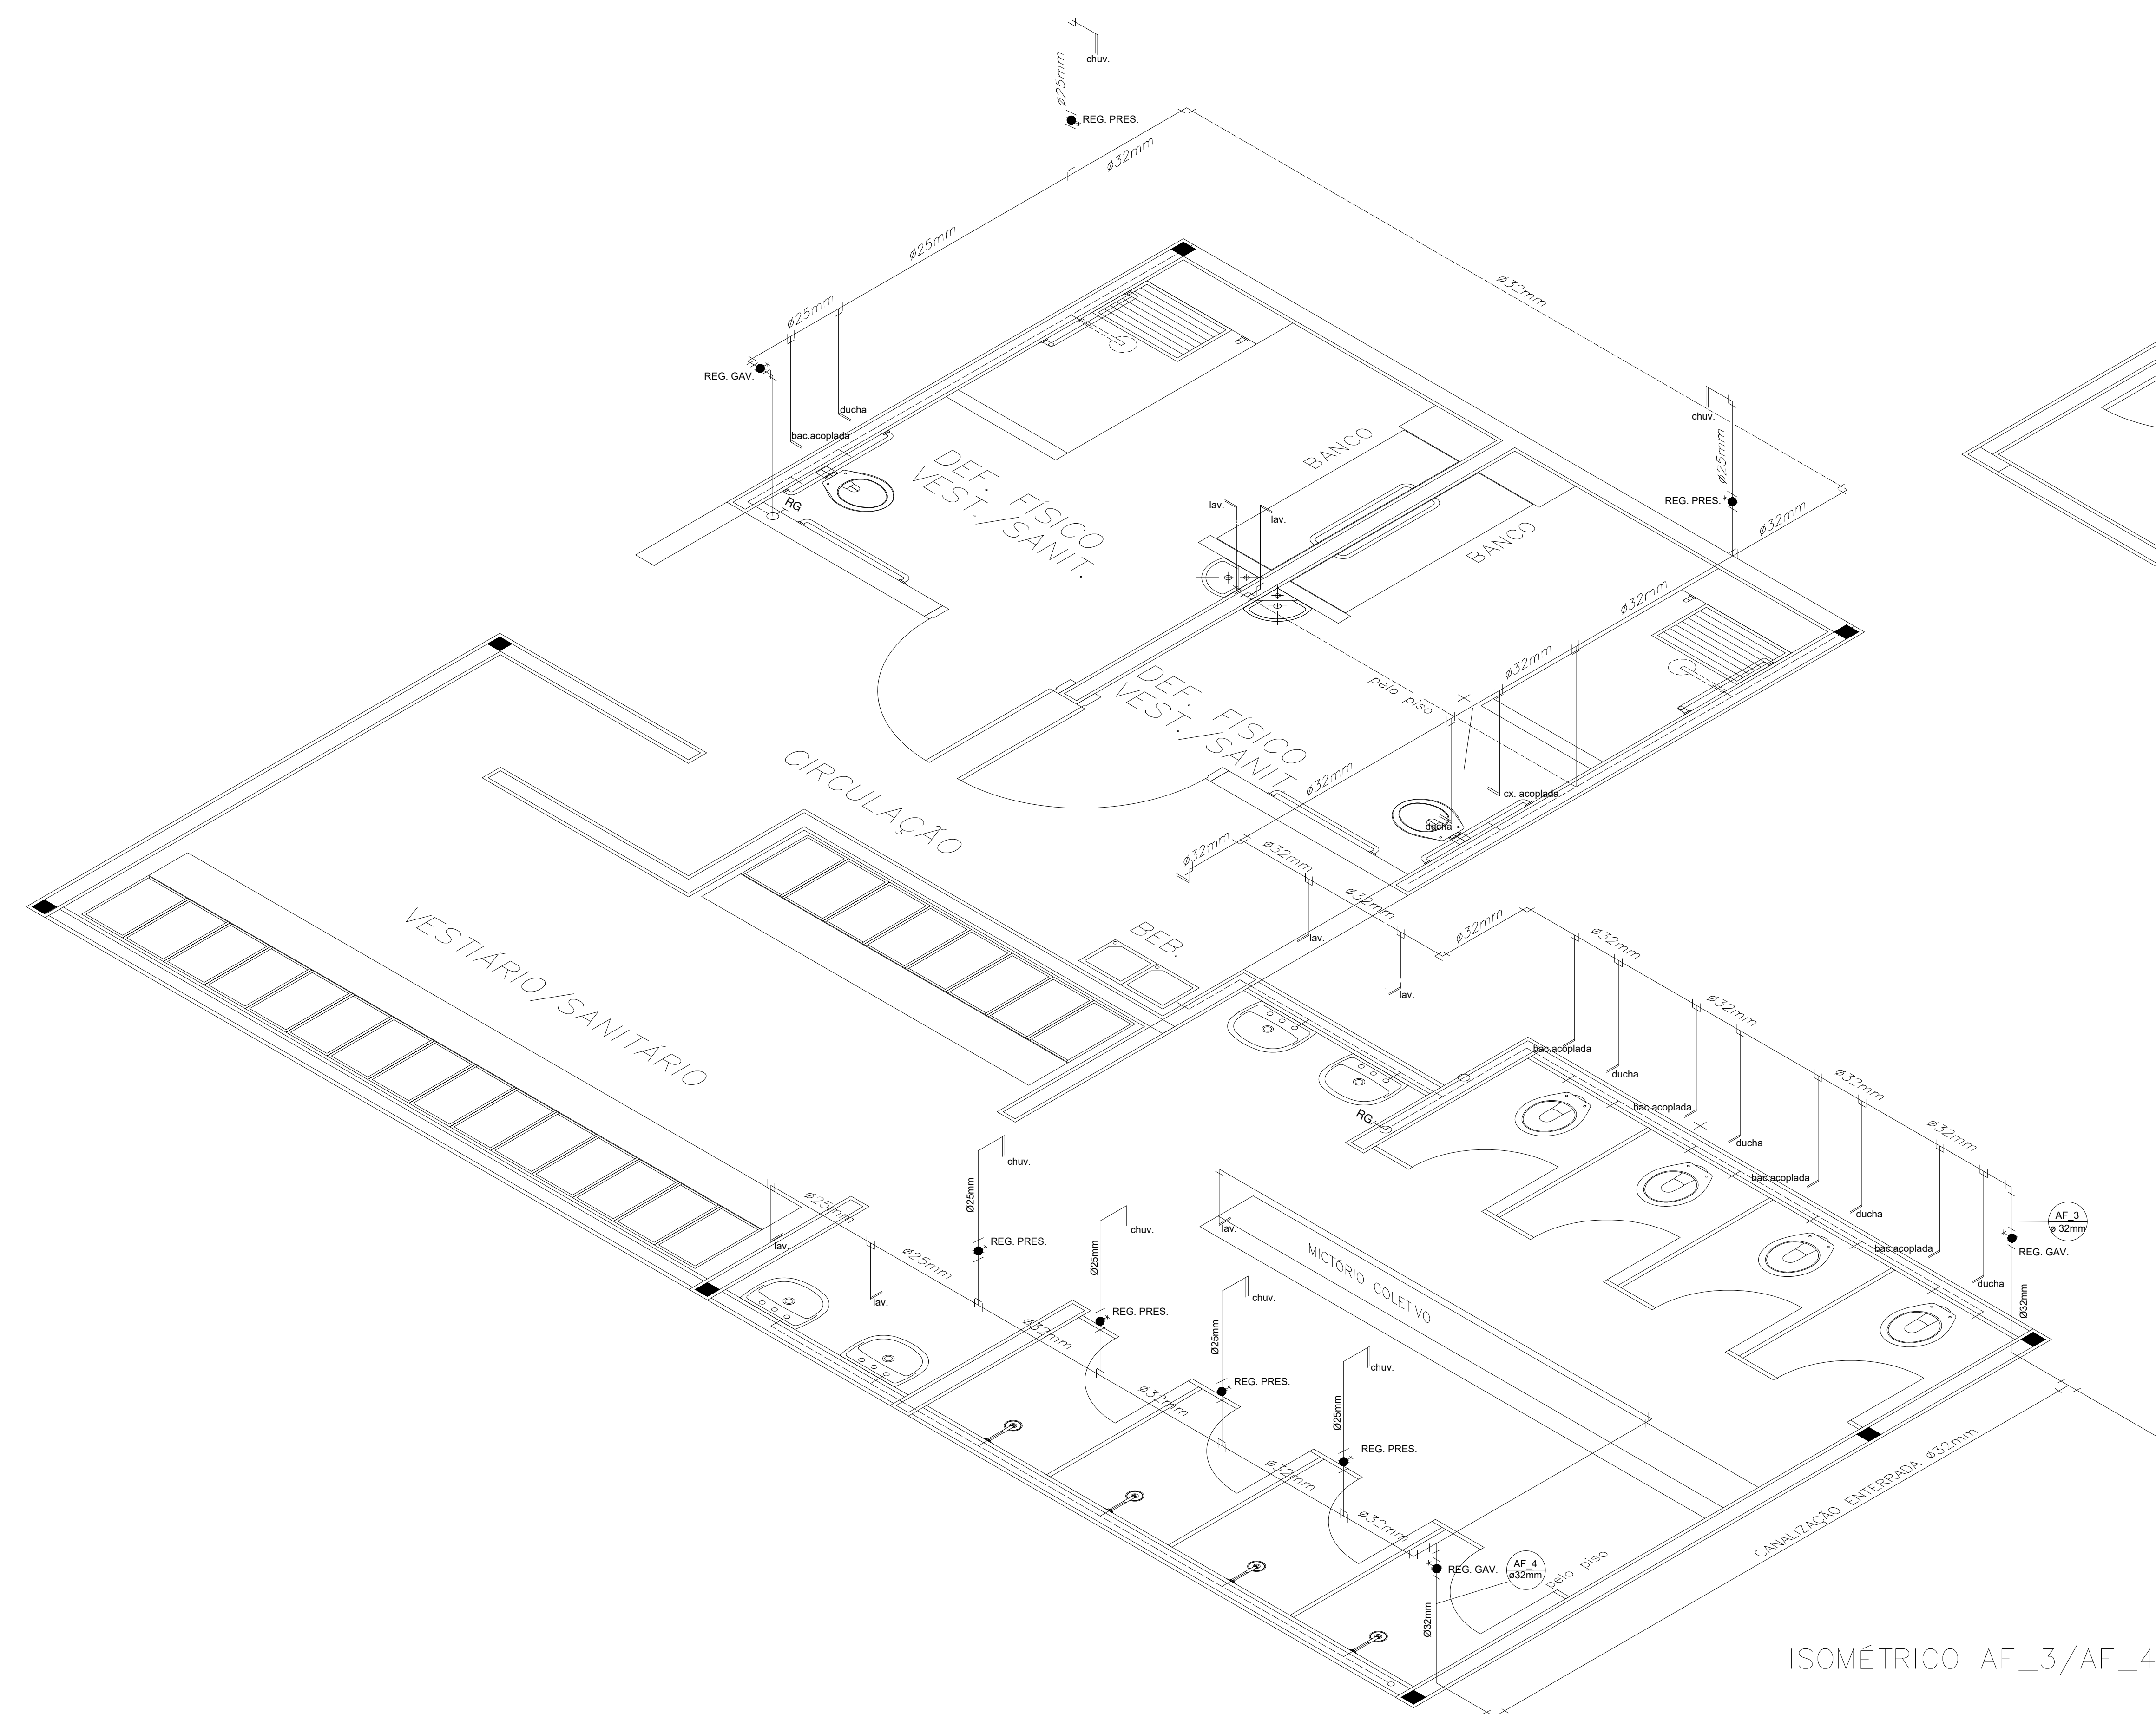 chuv.
ø25mm
REG. PRES.
ø32mm
ø25mm
ø32mm
ø25mm
REG. GAV.
ducha
bac.acoplada
RG
DEF. FÍSICO
VEST./SANIT.
BANCO
chuv.
ø25mm
REG. PRES.
ø32mm
lav.
lav.
BANCO
ø32mm
ø32mm
pelo piso
DEF. FÍSICO
VEST./SANIT
ø32mm
cx. acoplada
ducha
CIRCULAÇÃO
ø32mm
ø32mm
ø32mm
lav.
lav.
ø32mm
ø32mm
BEB.
VESTIÁRIO/SANITÁRIO
ø32mm
bac.acoplada
ducha
RG
bac.acoplada
ducha
ø32mm
ø32mm
bac.acoplada
ducha
bac.acoplada
ducha
AF_3
ø 32mm
REG. GAV.
Ø32mm
chuv.
Ø25mm
REG. PRES.
ø25mm
lav.
ø25mm
lav.
chuv.
Ø25mm
REG. PRES.
lav.
MICTÓRIO COLETIVO
chuv.
Ø25mm
REG. PRES.
ø32mm
chuv.
Ø25mm
REG. PRES.
ø32mm
ø32mm
ø32mm
REG. GAV.
AF_4
ø32mm
Ø32mm
pelo piso
CANALIZAÇÃO ENTERRADA ø32mm
ISOMÉTRICO AF_3/AF_4